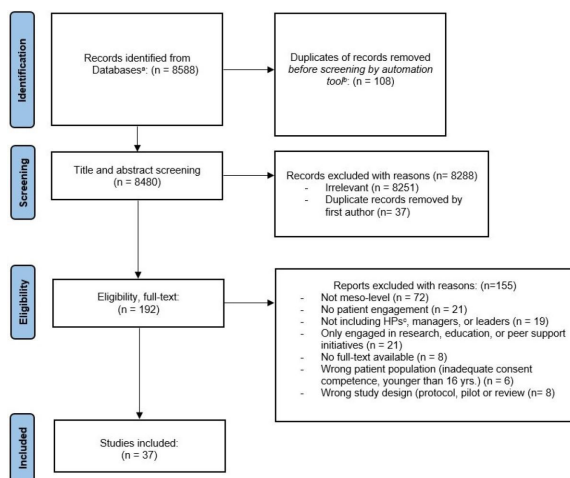 Identification
Records identified from
Databasesᵃ: (n = 8588)
Duplicates of records removed
before screening by automation
toolᵇ: (n = 108)
Screening
Title and abstract screening
(n = 8480)
Records excluded with reasons (n= 8288)
- Irrelevant = 8251)
- Duplicate records removed by
first author (n= 37)
Eligibility
Eligibility, full-text:
(n = 192)
Reports excluded with reasons: (n=155)
- Not meso-level (n = 72)
- No patient engagement (n = 21)
- Not including HPsᶜ, managers, or leaders (n = 19)
- Only engaged in research, education, or peer support
initiatives (n = 21)
- No full-text available (n = 8)
- Wrong patient population (inadequate consent
competence, younger than 16 yrs.) (n = 6)
- Wrong study design (protocol, pilot or review (n= 8)
Included
Studies included:
(n = 37)